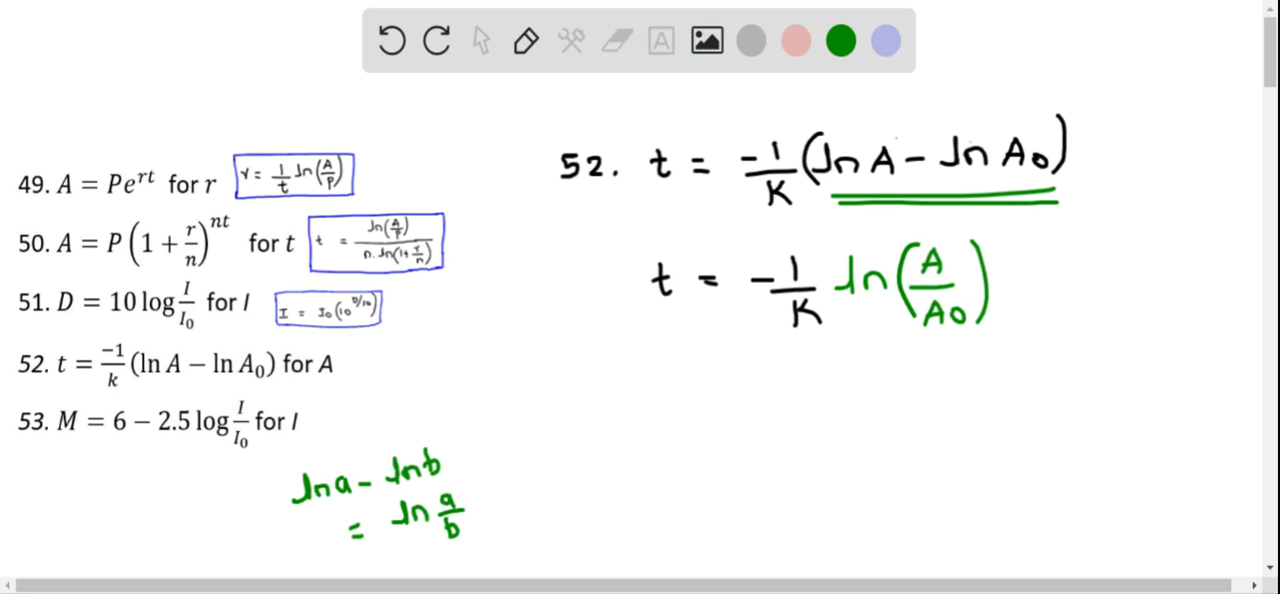 49. A = Pe^{rt} for r  r = 1/t ln(A/P)
50. A = P(1 + r/n)^{nt} for t  t = ln(A/P) / n.ln(1+r/n)
51. D = 10 log I/I₀ for I  I = I₀(10^{D/10})
52. t = -1/k (ln A − ln A₀) for A
53. M = 6 − 2.5 log I/I₀ for I
ln a - ln b
= ln a/b
52. t = -1/K (ln A - ln A₀)
t = -1/K ln(A/A₀)
A